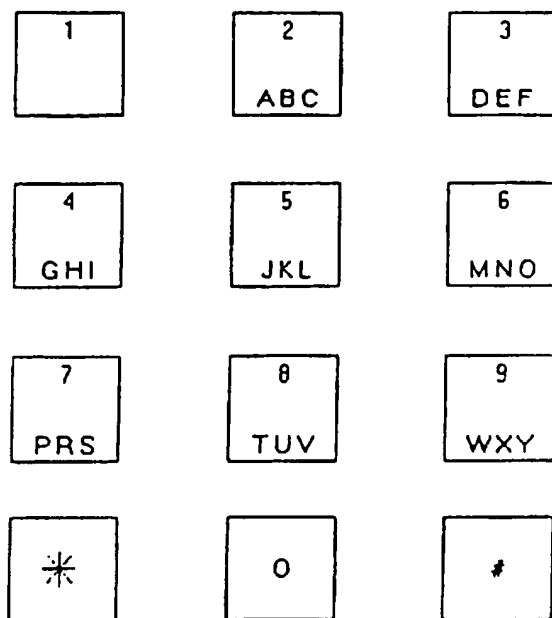 1 2 3
ABC DEF
4 5 6
GHI JKL MNO
7 8 9
PRS TUV WXY
* 0 #